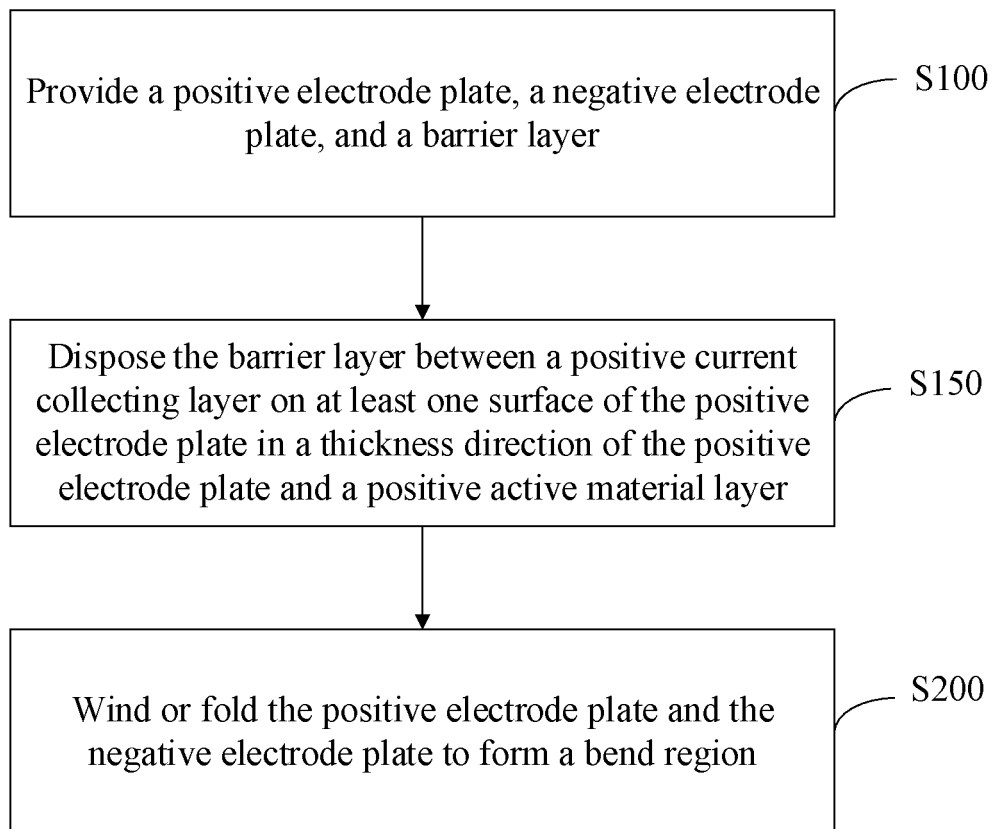 Provide a positive electrode plate, a negative electrode
plate, and a barrier layer
S100
Dispose the barrier layer between a positive current
collecting layer on at least one surface of the positive
electrode plate in a thickness direction of the positive
electrode plate and a positive active material layer
S150
Wind or fold the positive electrode plate and the
negative electrode plate to form a bend region
S200